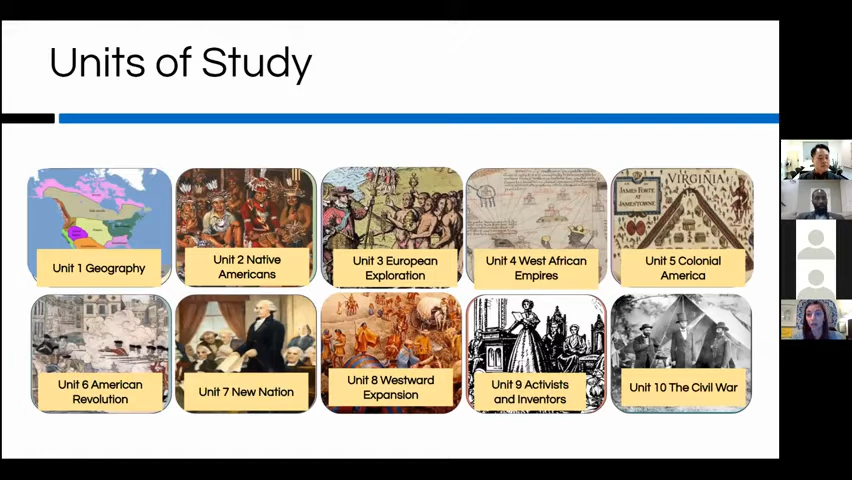 Units of Study
Unit 1 Geography
Unit 2 Native
Americans
Unit 3 European
Exploration
Unit 4 West African
Empires
VIRGINIA
JAMES FORTE
AT
JAMESTOWNE
Unit 5 Colonial
America
Unit 6 American
Revolution
Unit 7 New Nation
Unit 8 Westward
Expansion
Unit 9 Activists
and Inventors
Unit 10 The Civil War